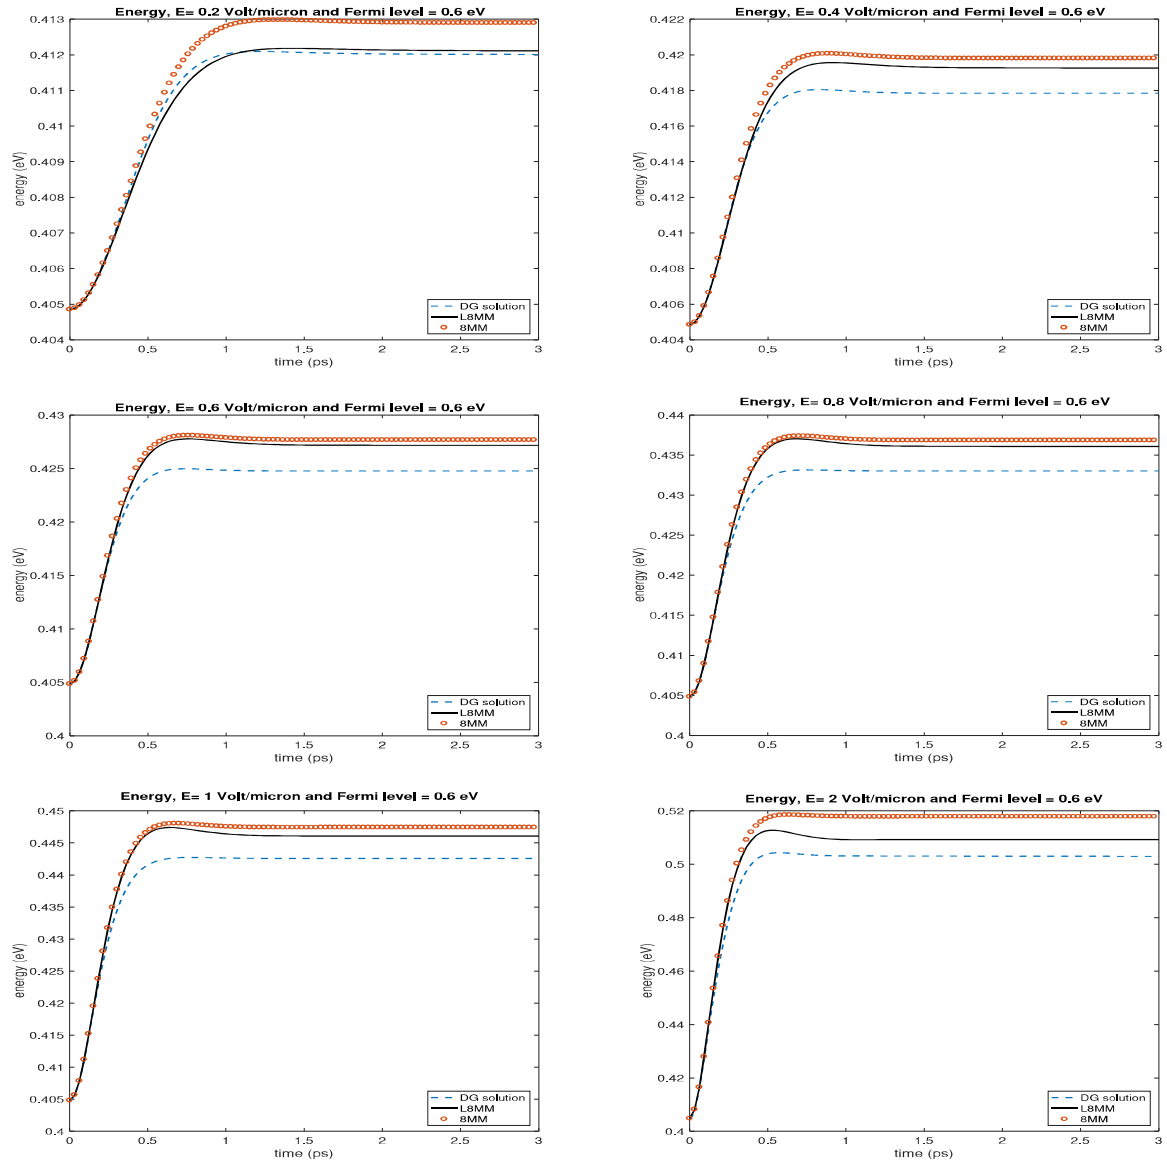 Energy, E= 0.2 Volt/micron and Fermi level = 0.6 eV
0.413
0.412
0.411
0.41
0.409
0.408
0.407
0.406
0.405
0.404
energy (eV)
DG solution
L8MM
8MM
0
0.5
1
1.5
2
2.5
3
time (ps)
Energy, E= 0.4 Volt/micron and Fermi level = 0.6 eV
0.422
0.42
0.418
0.416
0.414
0.412
0.41
0.408
0.406
0.404
energy (eV)
DG solution
L8MM
8MM
0
0.5
1
1.5
2
2.5
3
time (ps)
Energy, E= 0.6 Volt/micron and Fermi level = 0.6 eV
0.43
0.425
0.42
0.415
0.41
0.405
0.4
energy (eV)
DG solution
L8MM
8MM
0
0.5
1
1.5
2
2.5
3
time (ps)
Energy, E= 0.8 Volt/micron and Fermi level = 0.6 eV
0.44
0.435
0.43
0.425
0.42
0.415
0.41
0.405
0.4
energy (eV)
DG solution
L8MM
8MM
0
0.5
1
1.5
2
2.5
3
time (ps)
Energy, E= 1 Volt/micron and Fermi level = 0.6 eV
0.45
0.445
0.44
0.435
0.43
0.425
0.42
0.415
0.41
0.405
0.4
energy (eV)
DG solution
L8MM
8MM
0
0.5
1
1.5
2
2.5
3
time (ps)
Energy, E= 2 Volt/micron and Fermi level = 0.6 eV
0.52
0.5
0.48
0.46
0.44
0.42
0.4
energy (eV)
DG solution
L8MM
8MM
0
0.5
1
1.5
2
2.5
3
time (ps)